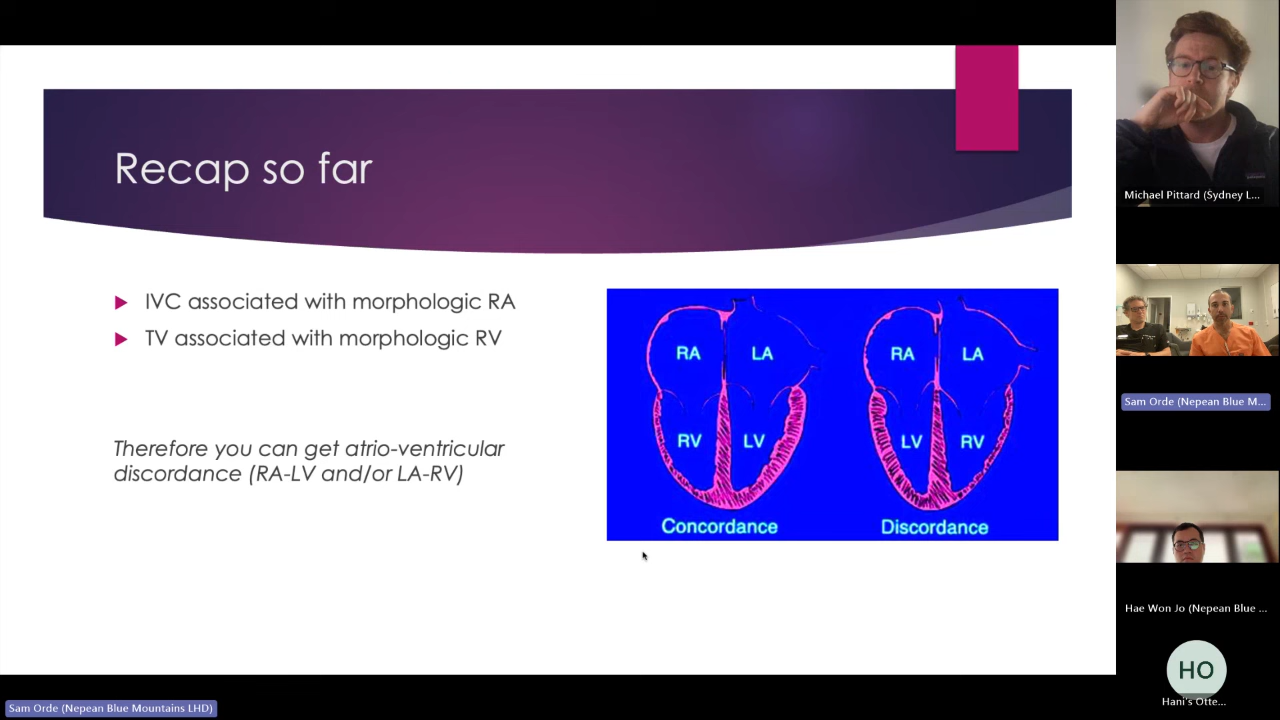 Recap so far
IVC associated with morphologic RA
TV associated with morphologic RV
Therefore you can get atrio-ventricular
discordance (RA-LV and/or LA-RV)
RA LA RA LA
RV LV LV RV
Concordance Discordance
Michael Pittard (Sydney L...
Sam Orde (Nepean Blue M...
Hae Won Jo (Nepean Blue ...
HO
Hani's Otte...
Sam Orde (Nepean Blue Mountains LHD)